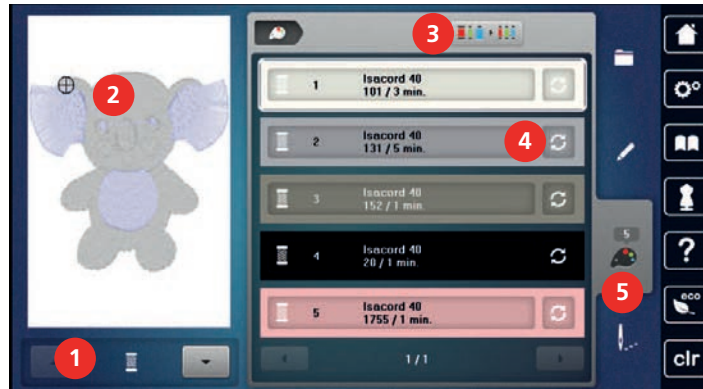 3
2
1
Isacord 40
101 / 3 min.
2
Isacord 40
131 / 5 min.
4
3
Isacord 40
152 / 1 min.
4
Isacord 40
20 / 1 min.
5
Isacord 40
1755 / 1 min.
1/1
1
5
5
?
eco
clr